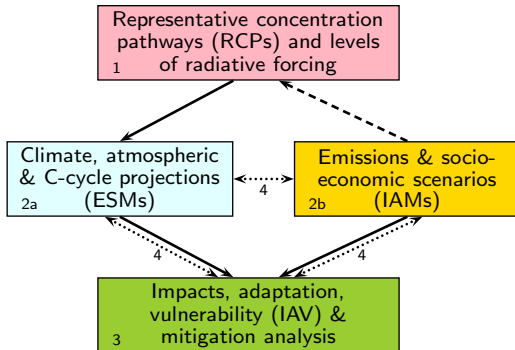 Representative concentration
pathways (RCPs) and levels
of radiative forcing
1
Climate, atmospheric
& C-cycle projections
(ESMs)
2a
4
Emissions & socio-
economic scenarios
(IAMs)
2b
4
4
Impacts, adaptation,
vulnerability (IAV) &
mitigation analysis
3